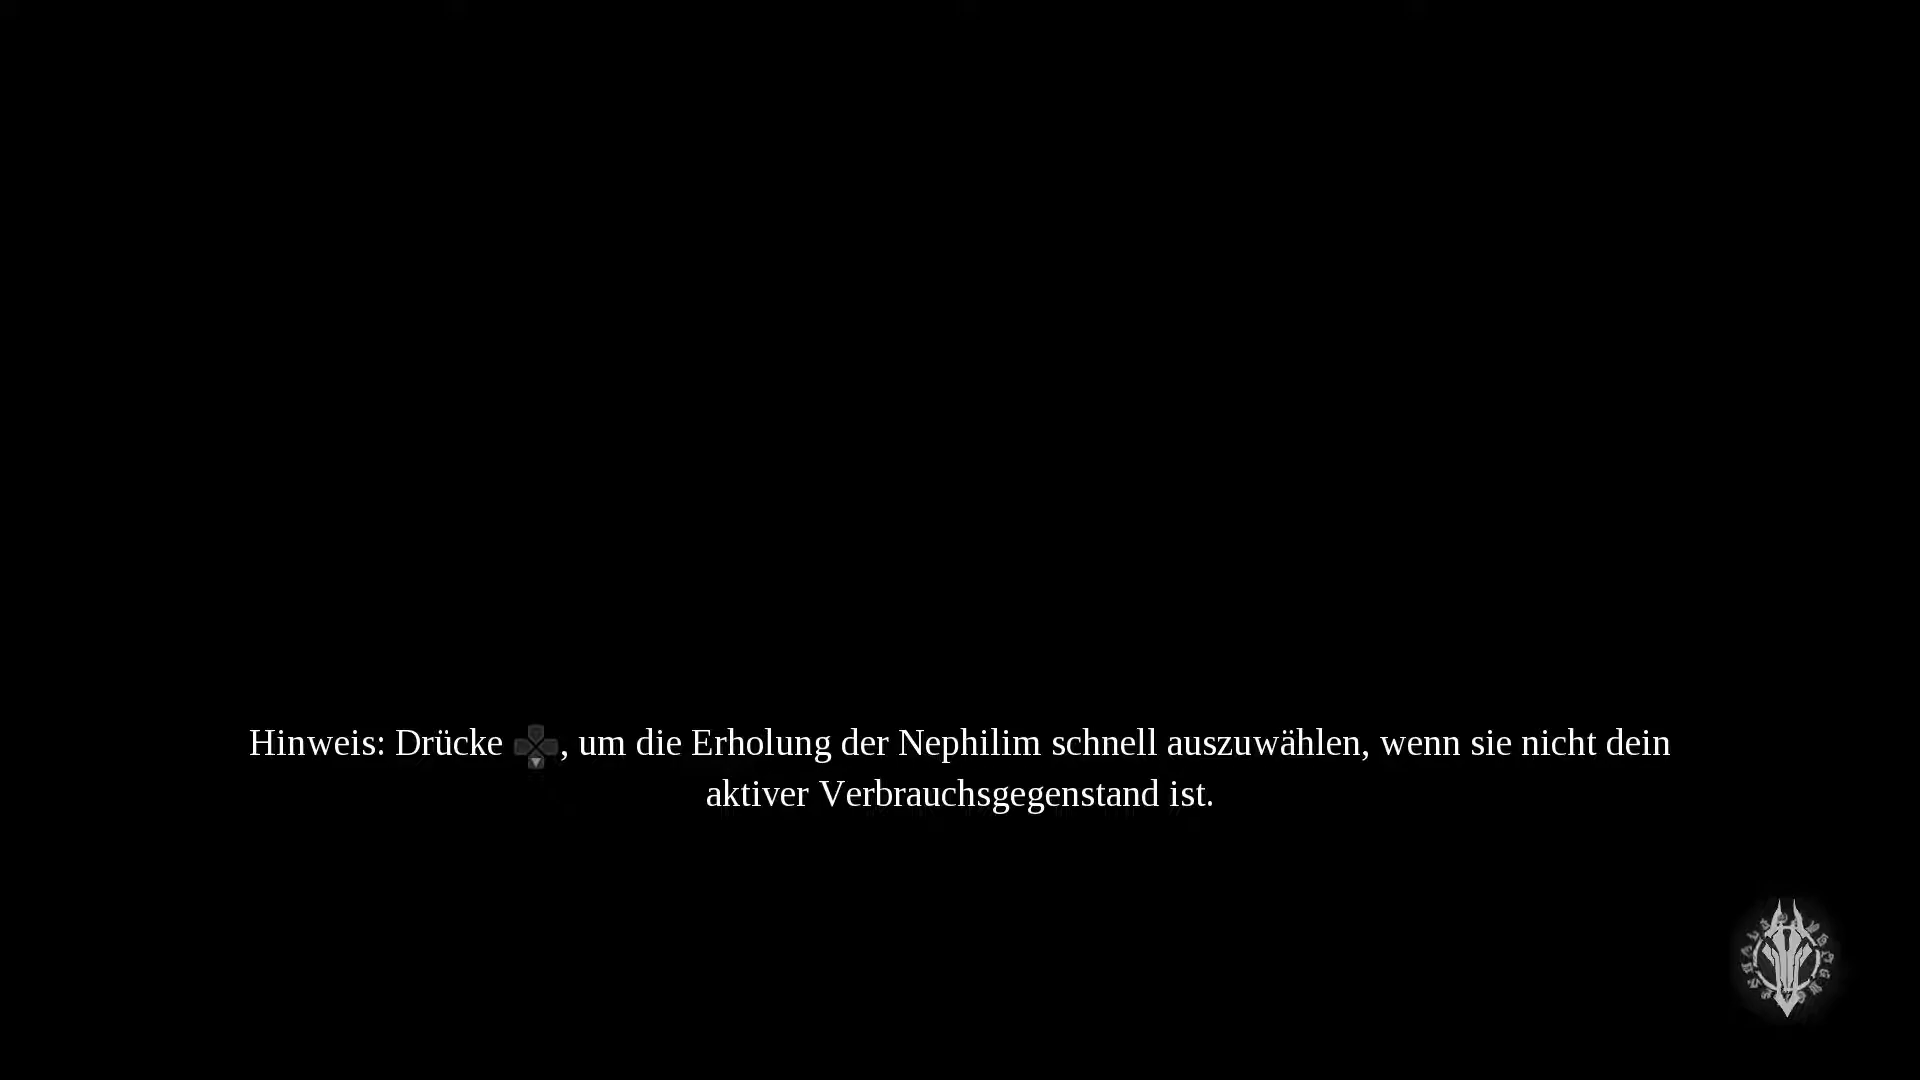 Hinweis: Drücke , um die Erholung der Nephilim schnell auszuwählen, wenn sie nicht dein
aktiver Verbrauchsgegenstand ist.